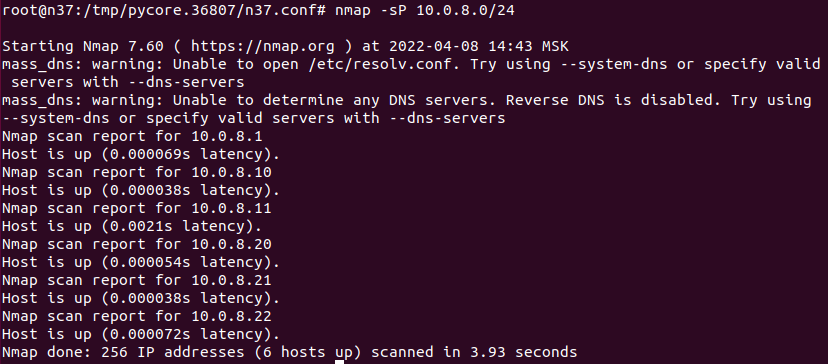 root@n37:/tmp/pycore.36807/n37.conf# nmap -sP 10.0.8.0/24
Starting Nmap 7.60 ( https://nmap.org ) at 2022-04-08 14:43 MSK
mass_dns: warning: Unable to open /etc/resolv.conf. Try using --system-dns or specify valid
 servers with --dns-servers
mass_dns: warning: Unable to determine any DNS servers. Reverse DNS is disabled. Try using
--system-dns or specify valid servers with --dns-servers
Nmap scan report for 10.0.8.1
Host is up (0.000069s latency).
Nmap scan report for 10.0.8.10
Host is up (0.000038s latency).
Nmap scan report for 10.0.8.11
Host is up (0.0021s latency).
Nmap scan report for 10.0.8.20
Host is up (0.000054s latency).
Nmap scan report for 10.0.8.21
Host is up (0.000038s latency).
Nmap scan report for 10.0.8.22
Host is up (0.000072s latency).
Nmap done: 256 IP addresses (6 hosts up) scanned in 3.93 seconds